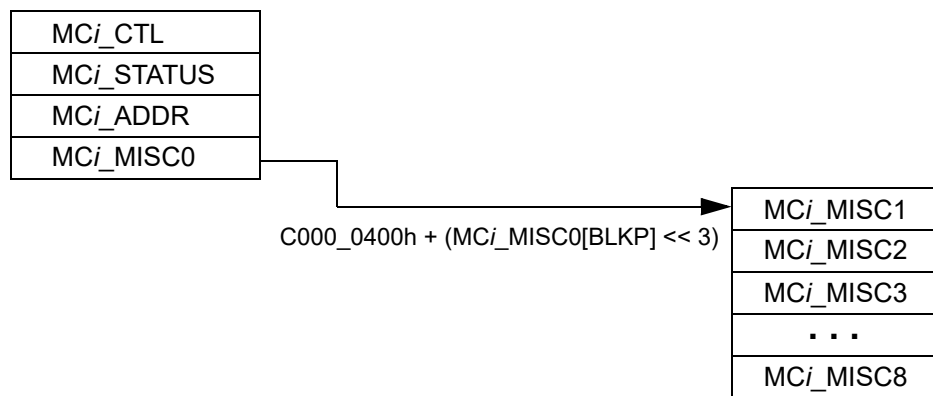 MCi_CTL
MCi_STATUS
MCi_ADDR
MCi_MISC0
C000_0400h + (MCi_MISC0[BLKP] << 3)
MCi_MISC1
MCi_MISC2
MCi_MISC3
. . .
MCi_MISC8